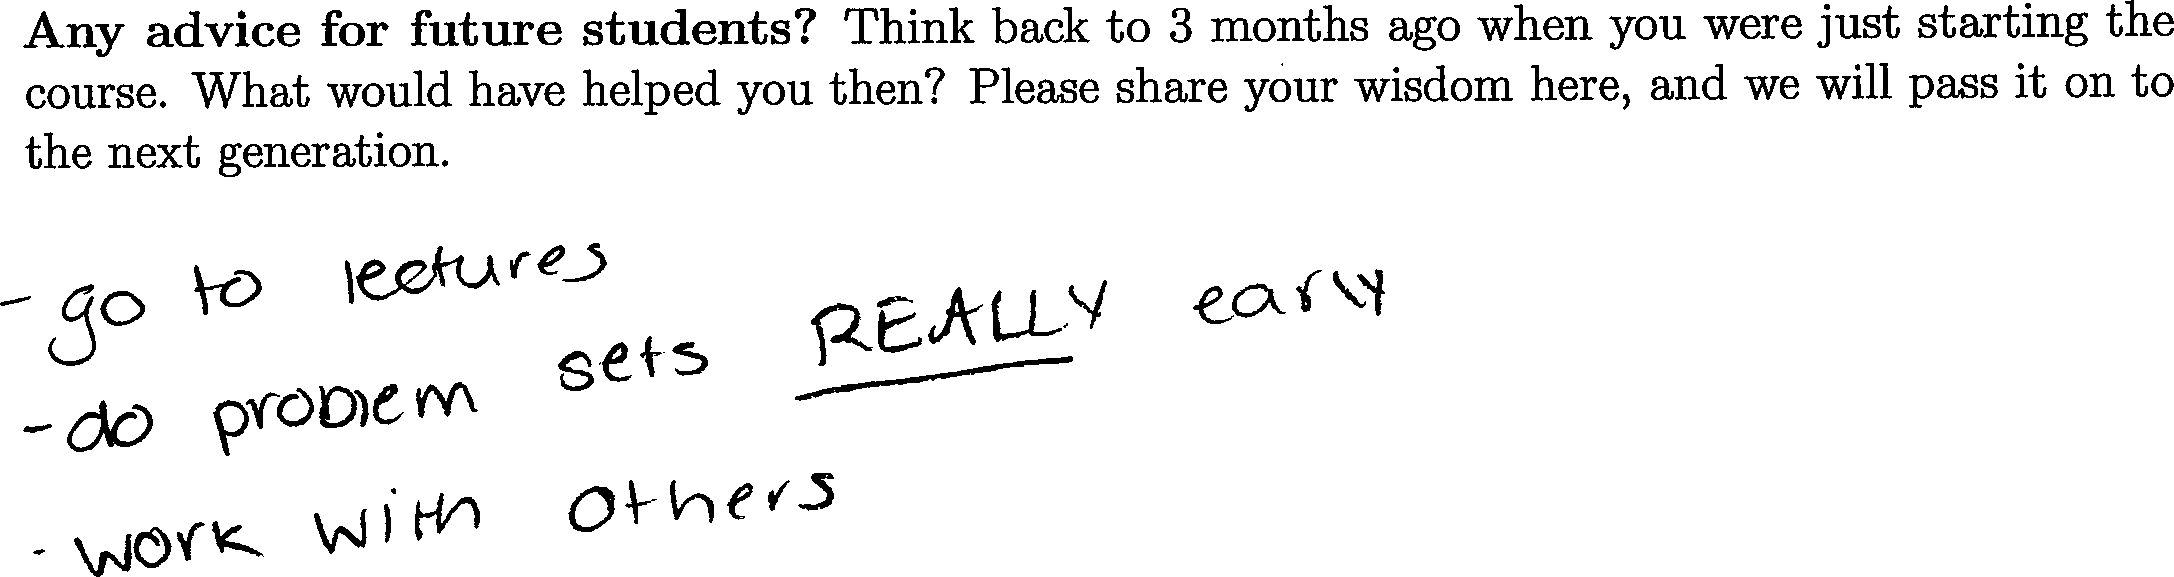 Any advice for future students? Think back to 3 months ago when you were just starting the
course. What would have helped you then? Please share your wisdom here, and we will pass it on to
the next generation.
- go to lectures
- do problem sets REALLY early
- work with others